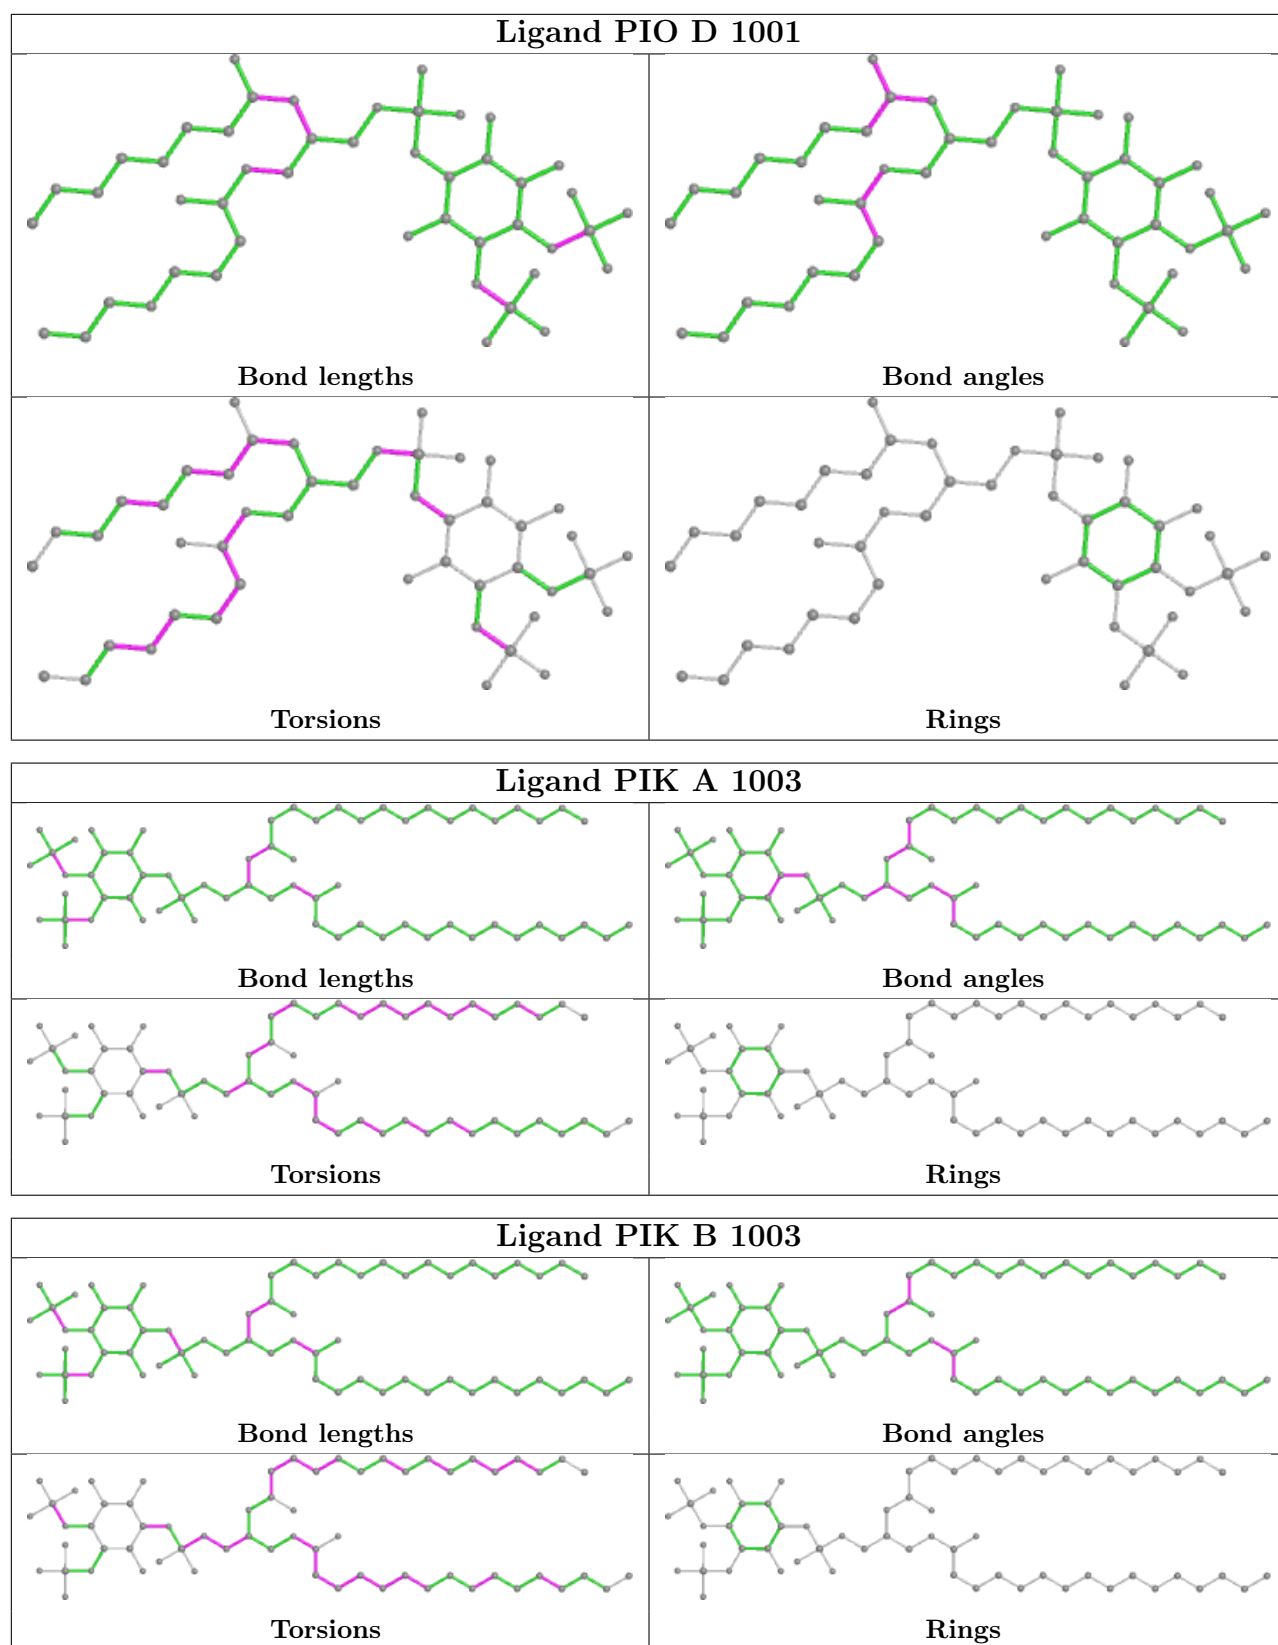 Ligand PIO D 1001
Bond lengths
Bond angles
Torsions
Rings
Ligand PIK A 1003
Bond lengths
Bond angles
Torsions
Rings
Ligand PIK B 1003
Bond lengths
Bond angles
Torsions
Rings